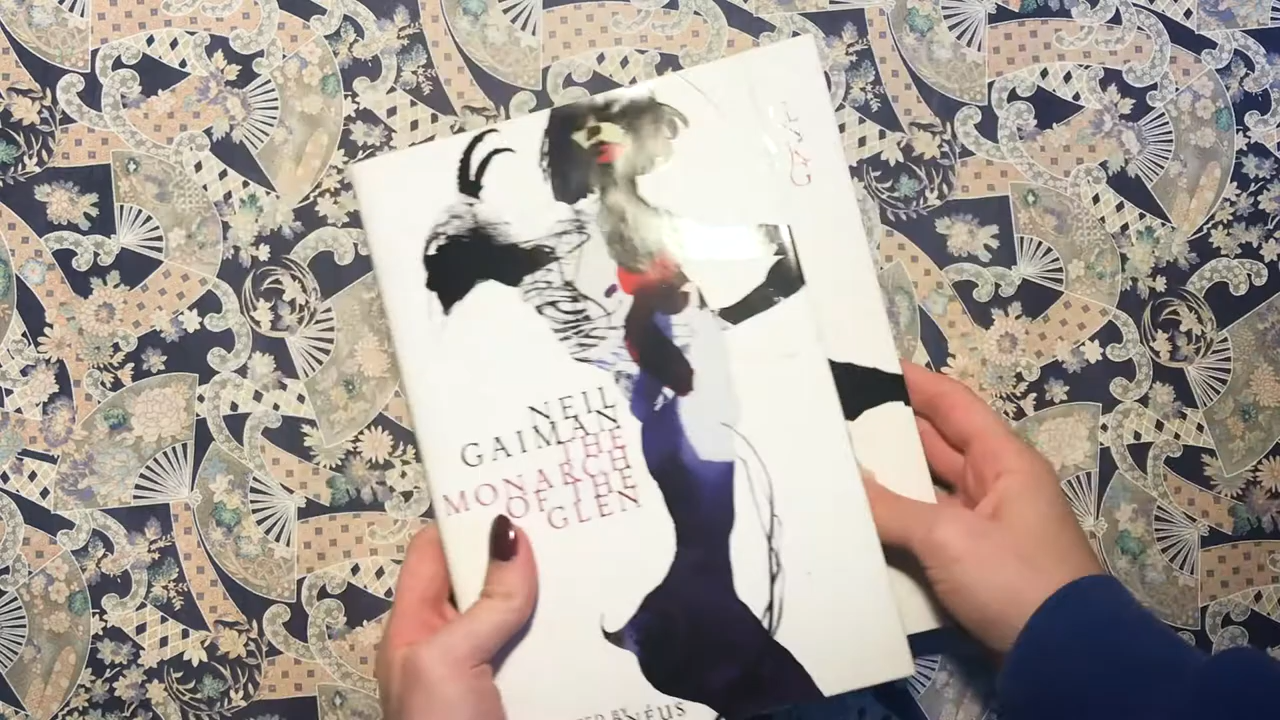 NEIL
GAIMAN
THE
MONARCH
OF THE
GLEN